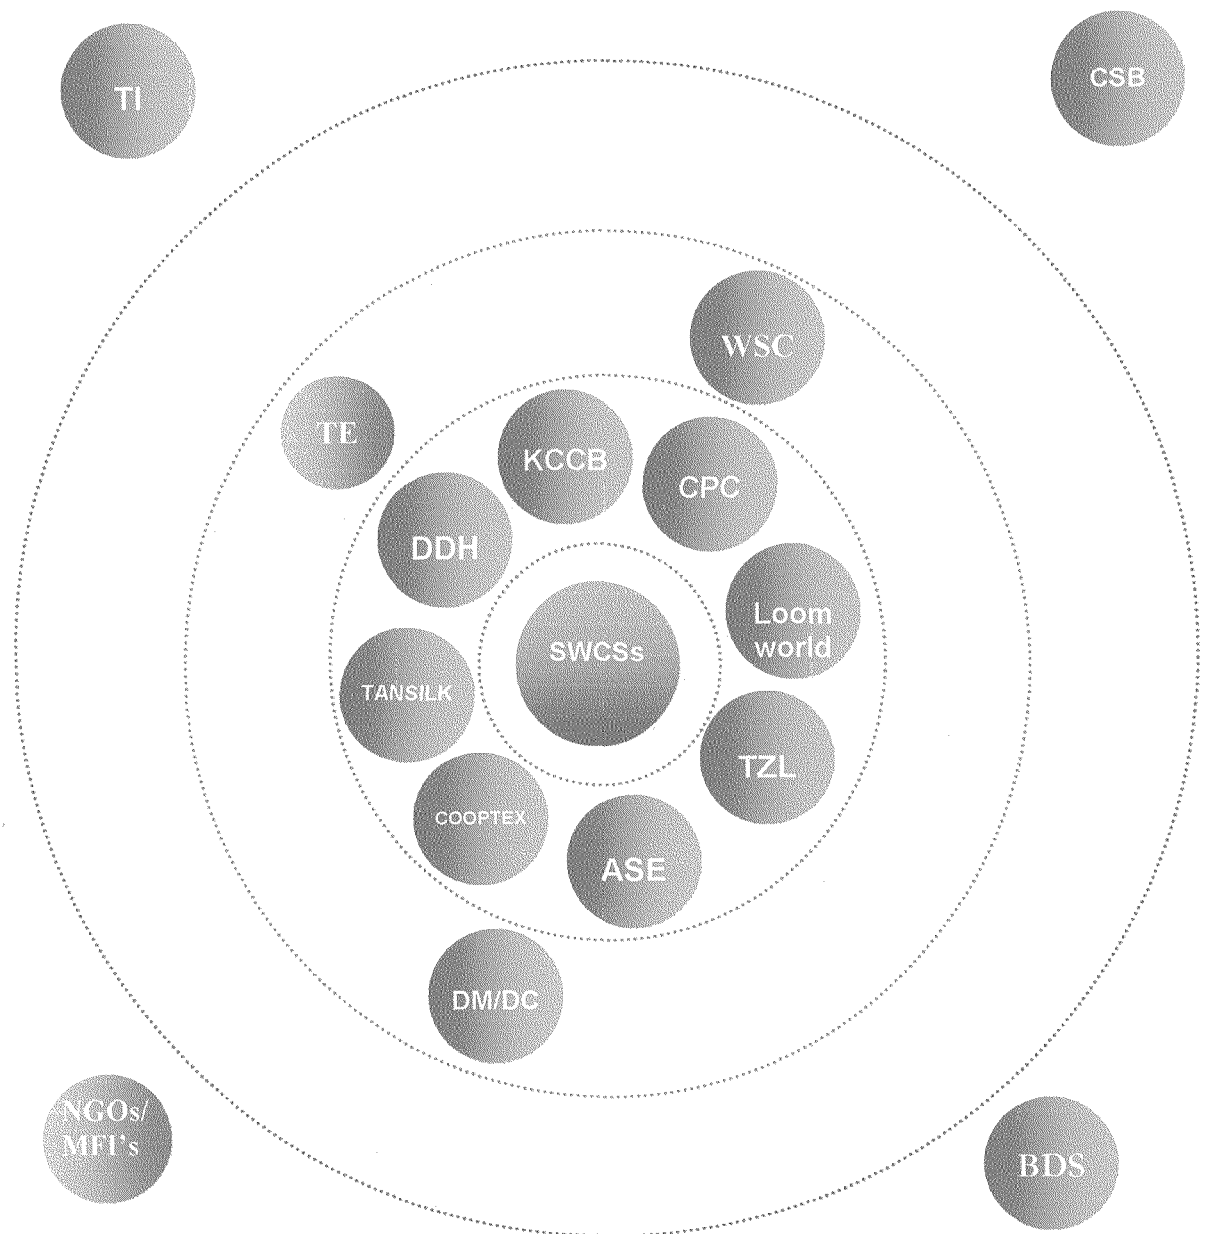 TI
CSB
WSC
TE
KCCB
CPC
DDH
Loom
world
SWCSs
TANSILK
TZL
COOPTEX
ASE
DM/DC
NGOs/
MFI's
BDS